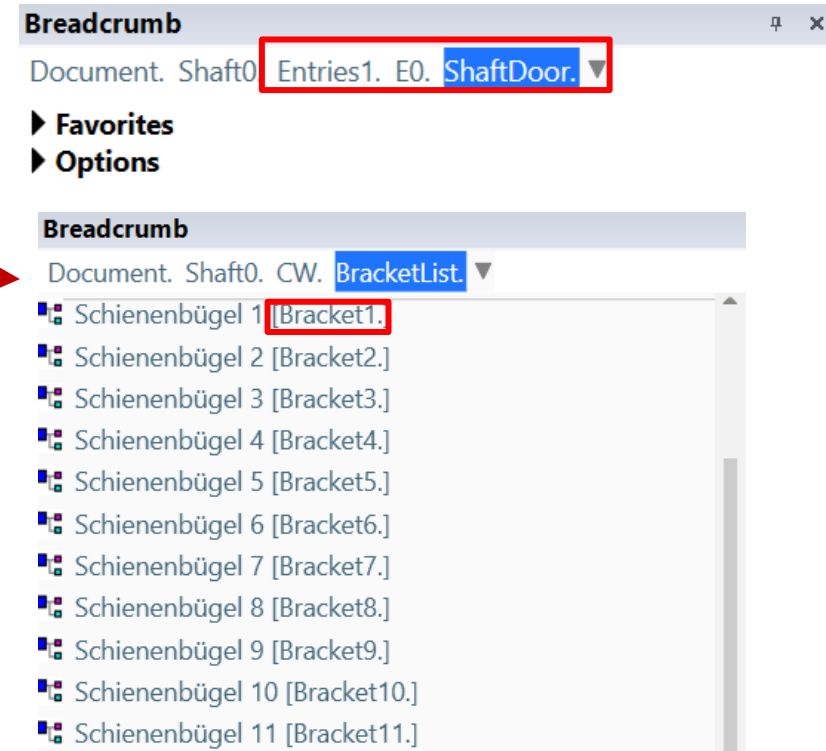 Breadcrumb
Document. Shaft0. Entries1. E0. ShaftDoor.
Favorites
Options
Breadcrumb
Document. Shaft0. CW. BracketList.
Schienenbügel 1 [Bracket1.]
Schienenbügel 2 [Bracket2.]
Schienenbügel 3 [Bracket3.]
Schienenbügel 4 [Bracket4.]
Schienenbügel 5 [Bracket5.]
Schienenbügel 6 [Bracket6.]
Schienenbügel 7 [Bracket7.]
Schienenbügel 8 [Bracket8.]
Schienenbügel 9 [Bracket9.]
Schienenbügel 10 [Bracket10.]
Schienenbügel 11 [Bracket11.]